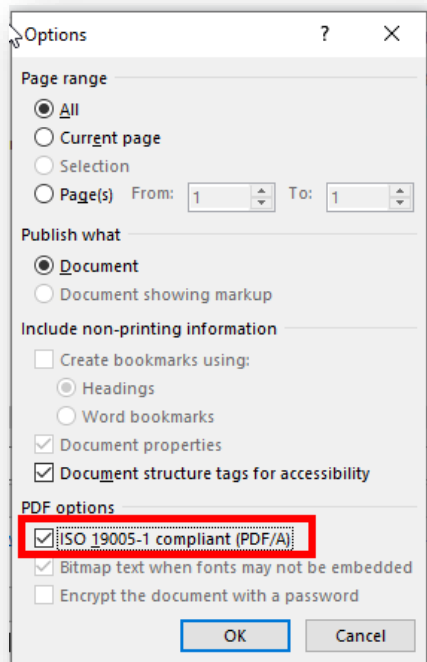 Options ?
Page range
All
Current page
Selection
Page(s) From: 1 To: 1
Publish what
Document
Document showing markup
Include non-printing information
Create bookmarks using:
Headings
Word bookmarks
Document properties
Document structure tags for accessibility
PDF options
ISO 19005-1 compliant (PDF/A)
Bitmap text when fonts may not be embedded
Encrypt the document with a password
OK Cancel